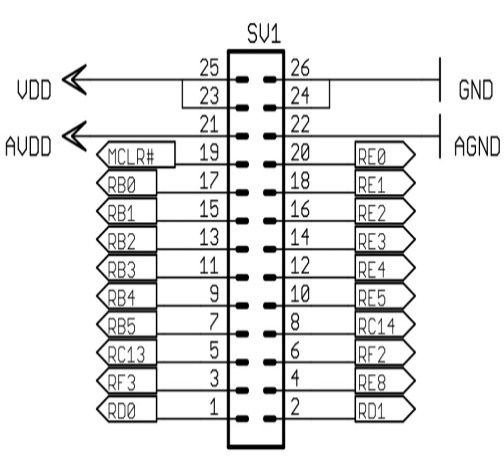 SV1
25 26
VDD GND
23 24
21 22
AVDD AGND
MCLR# 19 20 RE0
RB0 17 18 RE1
RB1 15 16 RE2
RB2 13 14 RE3
RB3 11 12 RE4
RB4 9 10 RE5
RB5 7 8 RC14
RC13 5 6 RF2
RF3 3 4 RE8
RD0 1 2 RD1